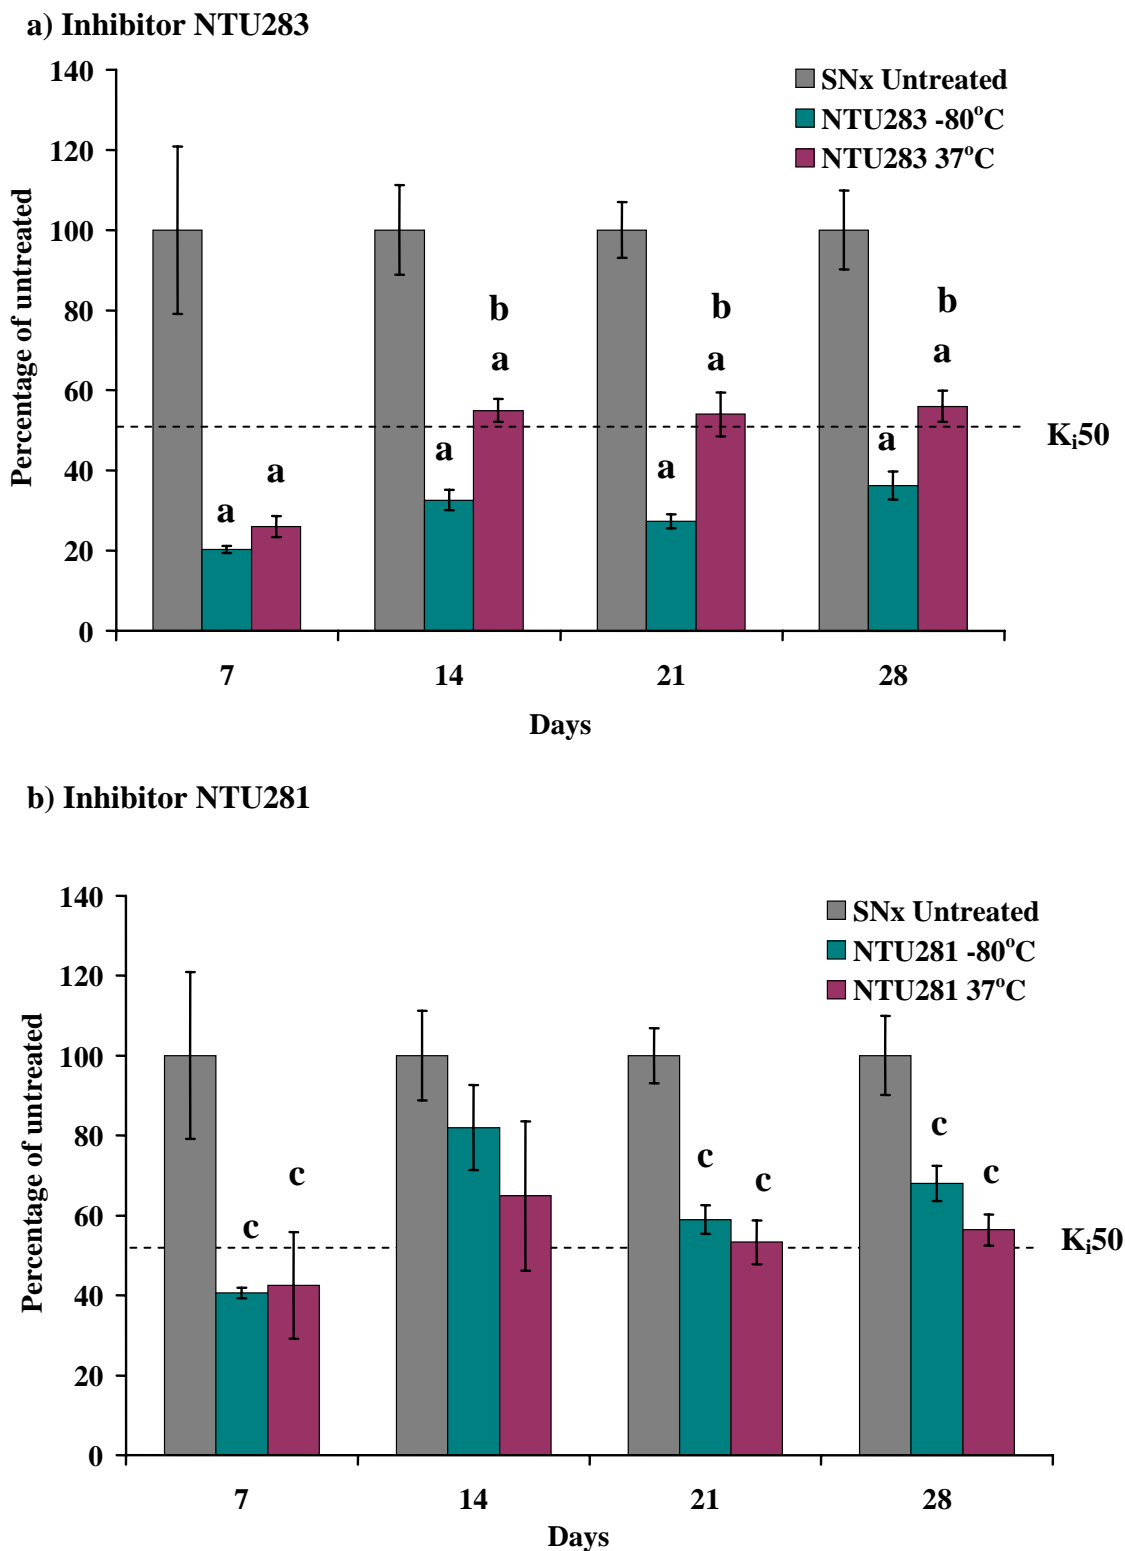 a) Inhibitor NTU283
140
120
100
80
60
40
20
0
Percentage of untreated
SNx Untreated
NTU283 -80°C
NTU283 37°C
a
a
a
b
a
a
b
a
a
b
a
Ki50
7
14
21
28
Days
b) Inhibitor NTU281
140
120
100
80
60
40
20
0
Percentage of untreated
SNx Untreated
NTU281 -80°C
NTU281 37°C
c
c
c
c
c
c
Ki50
7
14
21
28
Days